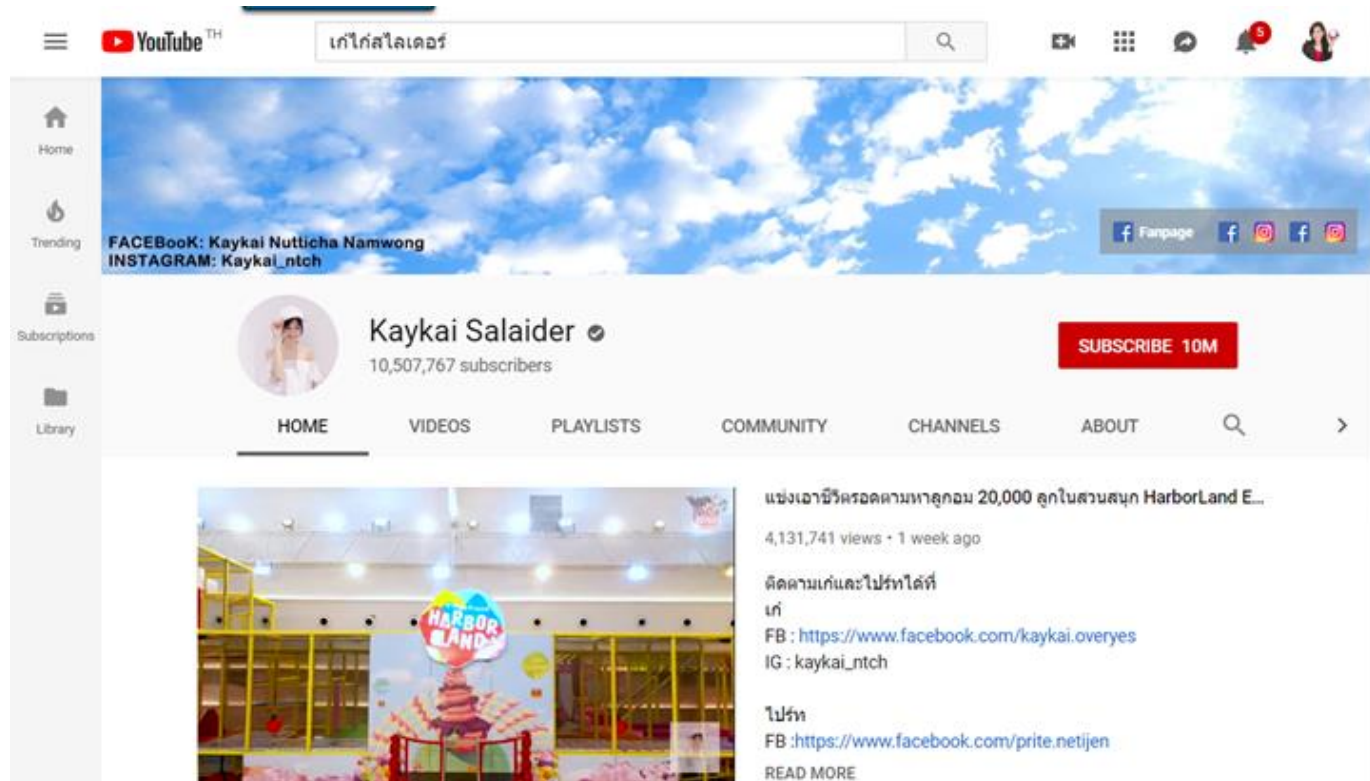 YouTube TH
เก๋ไก๋สไลเดอร์
5
Home
Trending
Subscriptions
Library
FACEBooK: Kaykai Nutticha Namwong
INSTAGRAM: Kaykai_ntch
Fanpage
Kaykai Salaider
10,507,767 subscribers
SUBSCRIBE 10M
HOME VIDEOS PLAYLISTS COMMUNITY CHANNELS ABOUT
HARBOR
LAND
แข่งเอาชีวิตรอดตามหาลูกอม 20,000 ลูกในสวนสนุก HarborLand E...
4,131,741 views • 1 week ago
ติดตามเก๋และไปร์ทได้ที่
เก๋
FB : https://www.facebook.com/kaykai.overyes
IG : kaykai_ntch
ไปร์ท
FB :https://www.facebook.com/prite.netijen
READ MORE